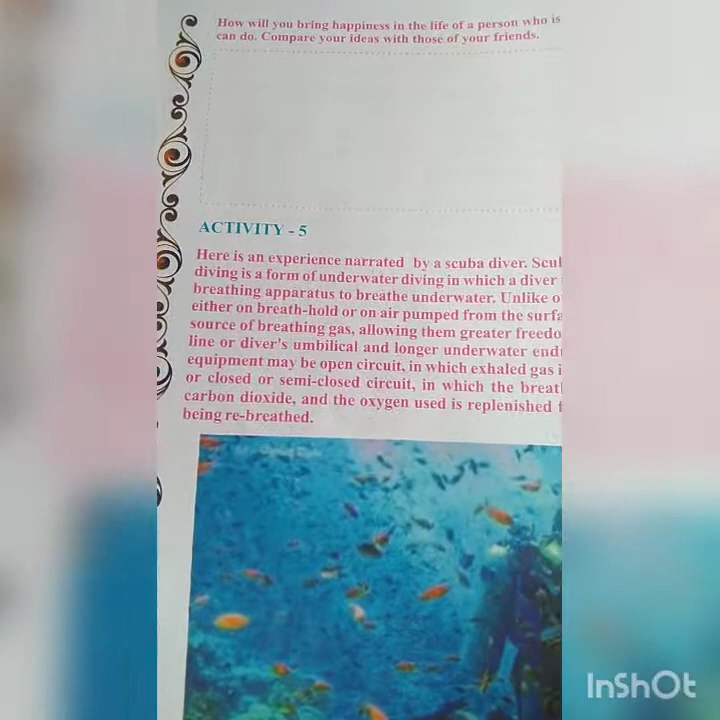 How will you bring happiness in the life of a person who is
can do. Compare your ideas with those of your friends.
ACTIVITY - 5
Here is an experience narrated by a scuba diver. Scu
diving is a form of underwater diving in which a diver
breathing apparatus to breathe underwater. Unlike o
either on breath-hold or on air pumped from the surfa
source of breathing gas, allowing them greater freedo
line or diver's umbilical and longer underwater end
equipment may be open circuit, in which exhaled gas i
or closed or semi-closed circuit, in which the breat
carbon dioxide, and the oxygen used is replenished f
being re-breathed.
InShOt